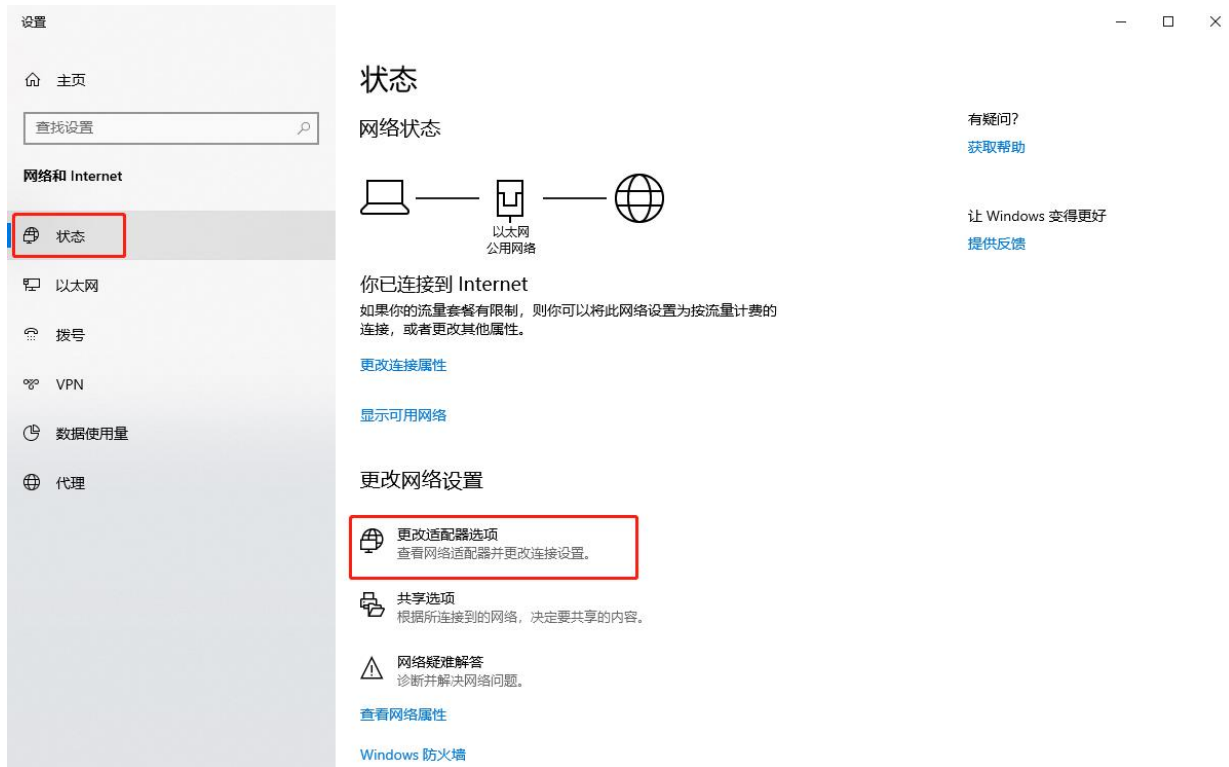 设置
主页
查找设置
网络和 Internet
状态
以太网
拨号
VPN
数据使用量
代理
状态
网络状态
以太网
公用网络
你已连接到 Internet
如果你的流量套餐有限制，则你可以将此网络设置为按流量计费的
连接，或者更改其他属性。
更改连接属性
显示可用网络
更改网络设置
更改适配器选项
查看网络适配器并更改连接设置。
共享选项
根据所连接到的网络，决定要共享的内容。
网络疑难解答
诊断并解决网络问题。
查看网络属性
Windows 防火墙
有疑问?
获取帮助
让 Windows 变得更好
提供反馈